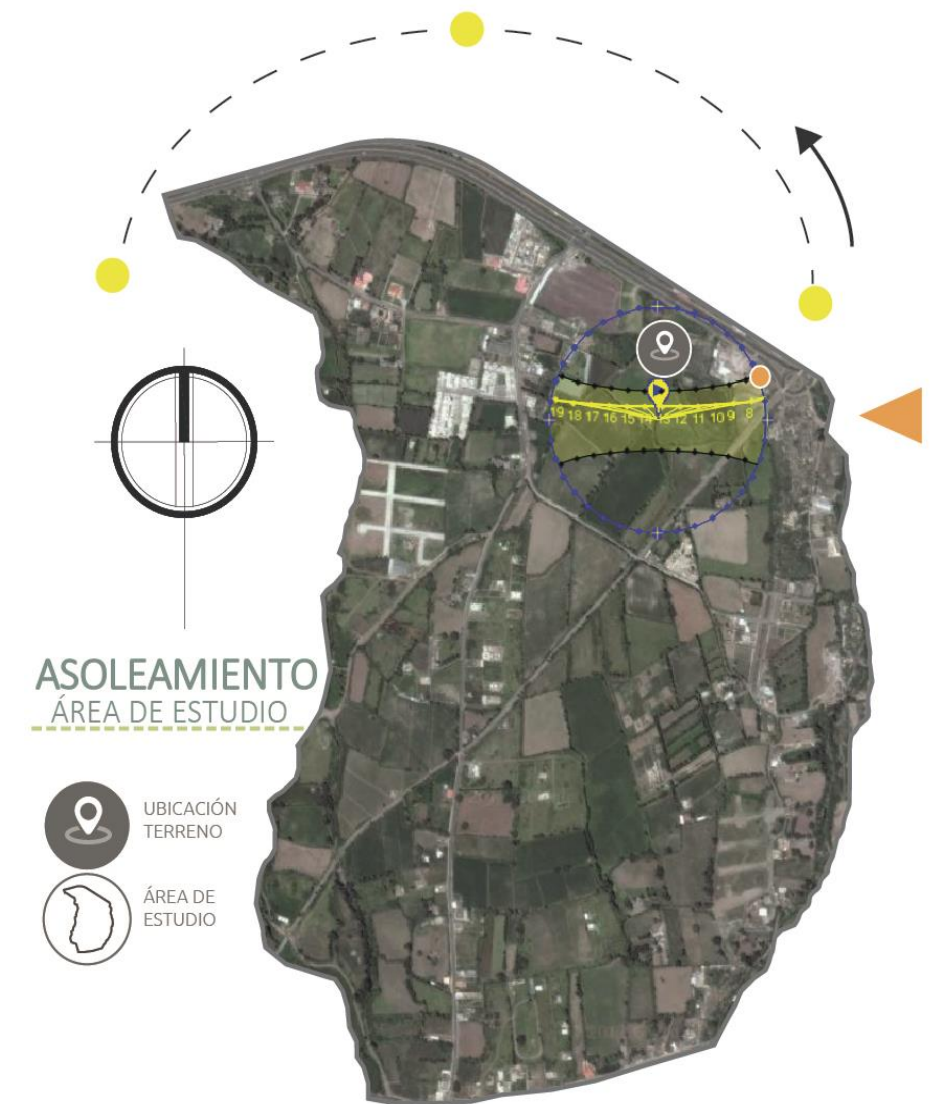 19 18 17 16 15 14 13 12 11 10 9 8
ASOLEAMIENTO
ÁREA DE ESTUDIO
UBICACIÓN
TERRENO
ÁREA DE
ESTUDIO